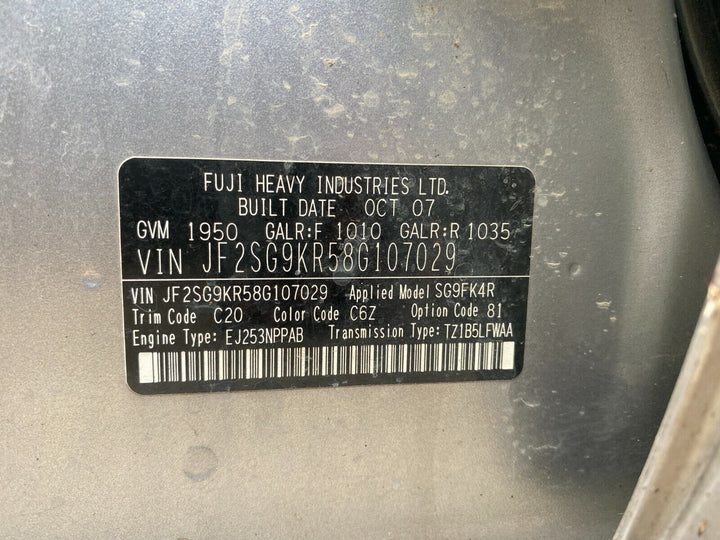 FUJI HEAVY INDUSTRIES LTD.
BUILT DATE OCT 07
GVM 1950 GALR:F 1010 GALR:R 1035
VIN JF2SG9KR58G107029
VIN JF2SG9KR58G107029 Applied Model SG9FK4R
Trim Code C20 Color Code C6Z Option Code 81
Engine Type: EJ253NPPAB Transmission Type: TZ1B5LFWAA